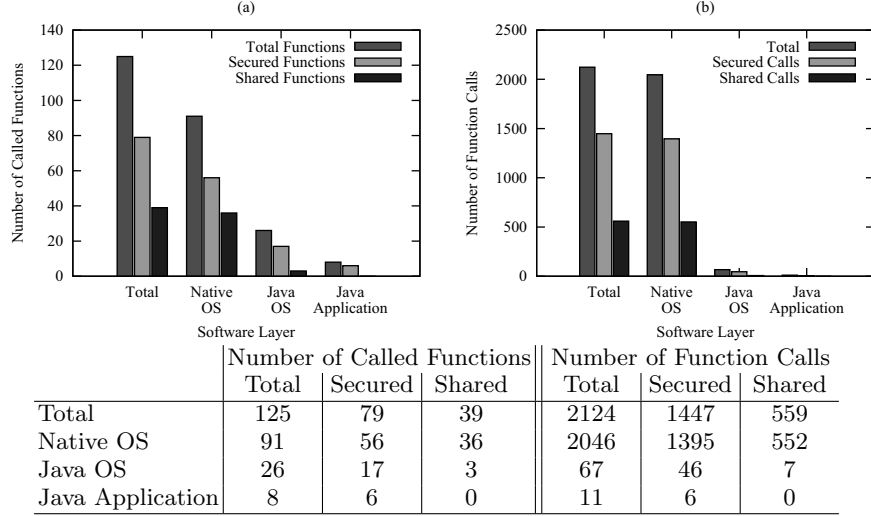 (a)
140
120
100
80
60
40
20
0
Number of Called Functions
Total Functions
Secured Functions
Shared Functions
Total Native OS Java OS Java Application
Software Layer
(b)
2500
2000
1500
1000
500
0
Number of Function Calls
Total
Secured Calls
Shared Calls
Total Native OS Java OS Java Application
Software Layer
Number of Called Functions Number of Function Calls
Total Secured Shared Total Secured Shared
Total 125 79 39 2124 1447 559
Native OS 91 56 36 2046 1395 552
Java OS 26 17 3 67 46 7
Java Application 8 6 0 11 6 0